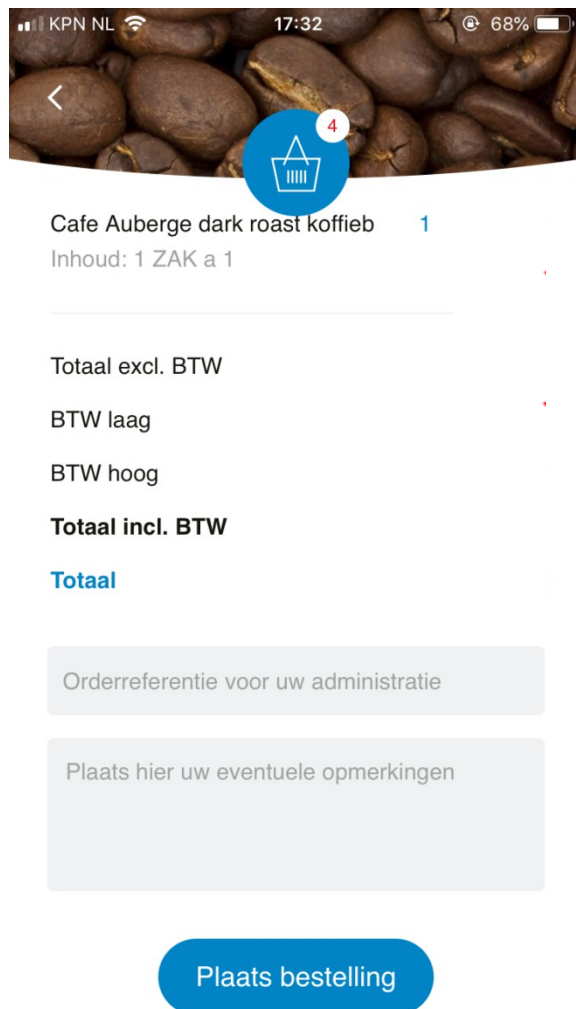 KPN NL 17:32 68%
4
Cafe Auberge dark roast koffieb 1
Inhoud: 1 ZAK a 1
Totaal excl. BTW
BTW laag
BTW hoog
Totaal incl. BTW
Totaal
Orderreferentie voor uw administratie
Plaats hier uw eventuele opmerkingen
Plaats bestelling